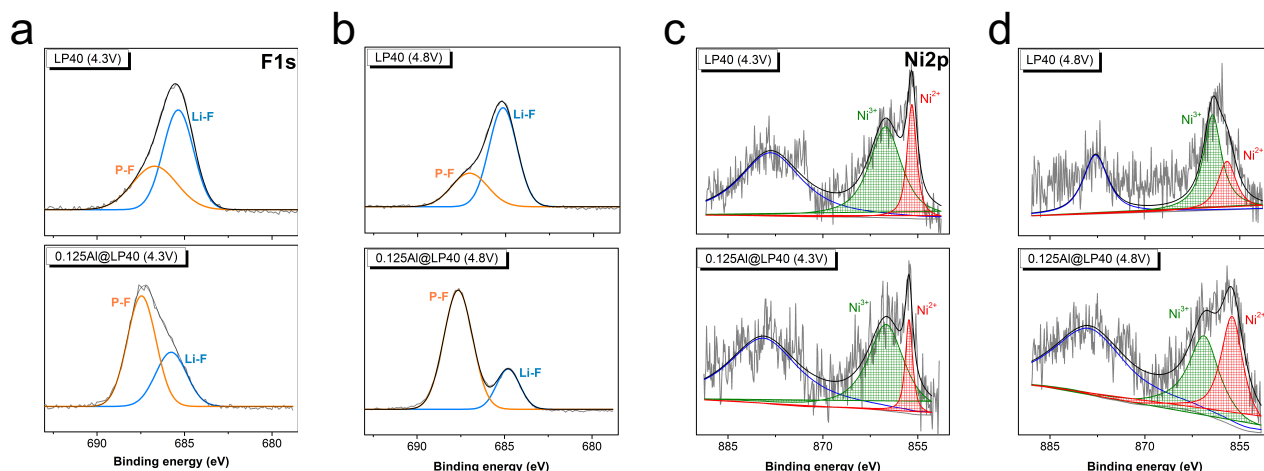 a
LP40 (4.3V)
F1s
Li-F
P-F
0.125Al@LP40 (4.3V)
P-F
Li-F
690
685
Binding energy (eV)
b
LP40 (4.8V)
Li-F
P-F
0.125Al@LP40 (4.8V)
P-F
Li-F
690
685
680
Binding energy (eV)
c
LP40 (4.3V)
Ni2p
Ni3+
Ni2+
0.125Al@LP40 (4.3V)
Ni3+
Ni2+
885
870
855
Binding energy (eV)
d
LP40 (4.8V)
Ni3+
Ni2+
0.125Al@LP40 (4.8V)
Ni3+
Ni2+
885
870
855
Binding energy (eV)